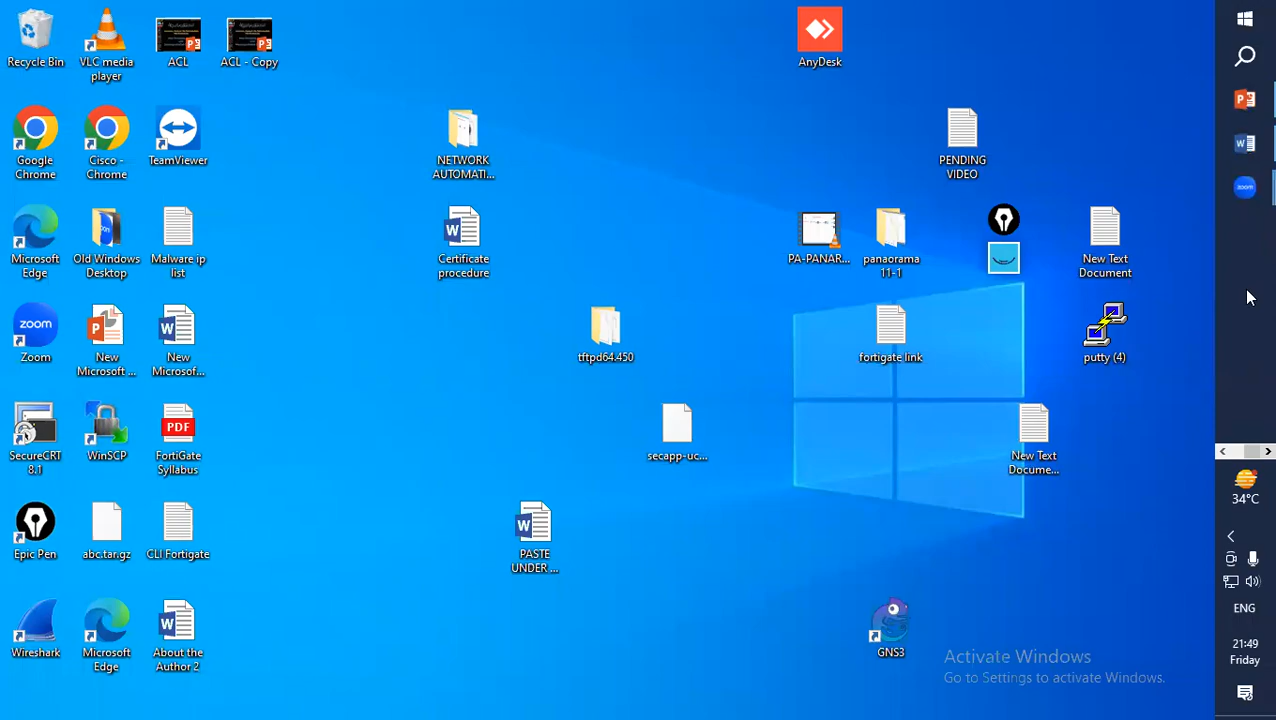 Recycle Bin
VLC media
player
ACL
ACL - Copy
AnyDesk
Google
Chrome
Cisco -
Chrome
TeamViewer
NETWORK
AUTOMATI...
PENDING
VIDEO
Microsoft
Edge
Old Windows
Desktop
Malware ip
list
Certificate
procedure
PA-PANAR...
panaorama
11-1
New Text
Document
zoom
Zoom
New
Microsoft ...
New
Microsof...
tftpd64.450
fortigate link
putty (4)
SecureCRT
8.1
WinSCP
PDF
FortiGate
Syllabus
secapp-uc...
New Text
Docume...
Epic Pen
abc.tar.gz
CLI Fortigate
PASTE
UNDER ...
Wireshark
Microsoft
Edge
About the
Author 2
GNS3
Activate Windows
Go to Settings to activate Windows.
zoom
34°C
ENG
21:49
Friday